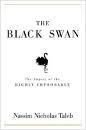 THE
BLACK SWAN
The Impact of the
HIGHLY IMPROBABLE
Nassim Nicholas Taleb